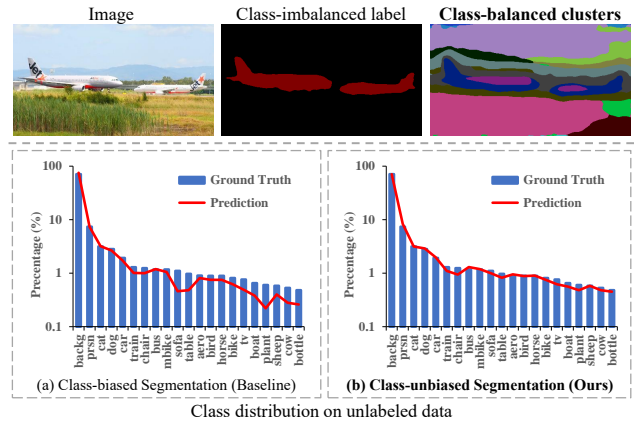 Image
Class-imbalanced label
Class-balanced clusters
100
10
1
0.1
Precentage (%)
Ground Truth
Prediction
backg
prsn
cat
dog
car
train
chair
bus
mbike
sofa
table
aero
bird
horse
bike
tv
boat
plant
sheep
cow
bottle
(a) Class-biased Segmentation (Baseline)
100
10
1
0.1
Precentage (%)
Ground Truth
Prediction
backg
prsn
cat
dog
car
train
chair
bus
mbike
sofa
table
aero
bird
horse
bike
tv
boat
plant
sheep
cow
bottle
(b) Class-unbiased Segmentation (Ours)
Class distribution on unlabeled data